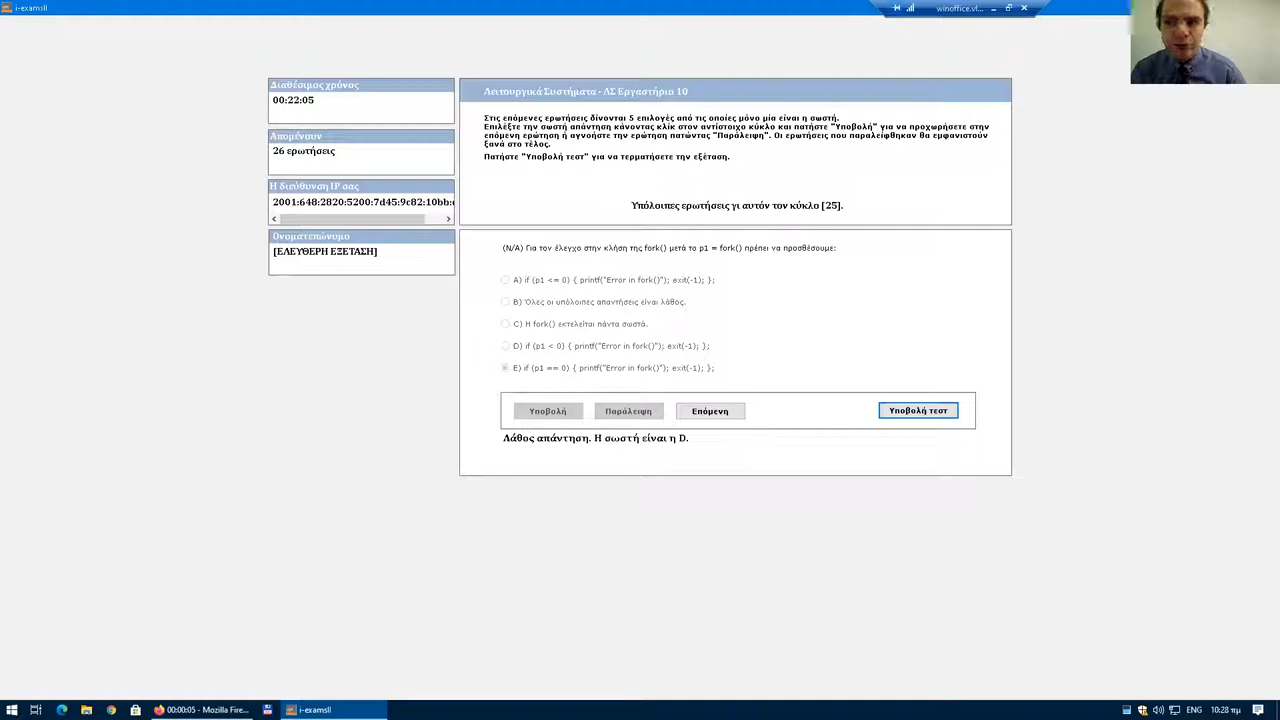 i-examsII
winoffice.vl...
Διαθέσιμος χρόνος
00:22:05
Απομένουν
26 ερωτήσεις
Η διεύθυνση IP σας
2001:648:2820:5200:7d45:9c82:10bb:
Ονοματεπώνυμο
[ΕΛΕΥΘΕΡΗ ΕΞΕΤΑΣΗ]
Λειτουργικά Συστήματα - ΛΣ Εργαστήριο 10
Στις επόμενες ερωτήσεις δίνονται 5 επιλογές από τις οποίες μόνο μία είναι η σωστή.
Επιλέξτε την σωστή απάντηση κάνοντας κλίκ στον αντίστοιχο κύκλο και πατήστε "Υποβολή" για να προχωρήσετε στην
επόμενη ερώτηση ή αγνοήστε την ερώτηση πατώντας "Παράλειψη". Οι ερωτήσεις που παραλείφθηκαν θα εμφανιστούν
ξανά στο τέλος.
Πατήστε "Υποβολή τεστ" για να τερματήσετε την εξέταση.
Υπόλοιπες ερωτήσεις γι αυτόν τον κύκλο [25].
(N/A) Για τον έλεγχο στην κλήση της fork() μετά το p1 = fork() πρέπει να προσθέσουμε:
A) if (p1 <= 0) { printf("Error in fork()"); exit(-1); };
B) Όλες οι υπόλοιπες απαντήσεις είναι λάθος.
C) Η fork() εκτελείται πάντα σωστά.
D) if (p1 < 0) { printf("Error in fork()"); exit(-1); };
E) if (p1 == 0) { printf("Error in fork()"); exit(-1); };
Υποβολή
Παράλειψη
Επόμενη
Υποβολή τεστ
Λάθος απάντηση. Η σωστή είναι η D.
00:00:05 - Mozilla Fire...
i-examsII
ENG
10:28 πμ